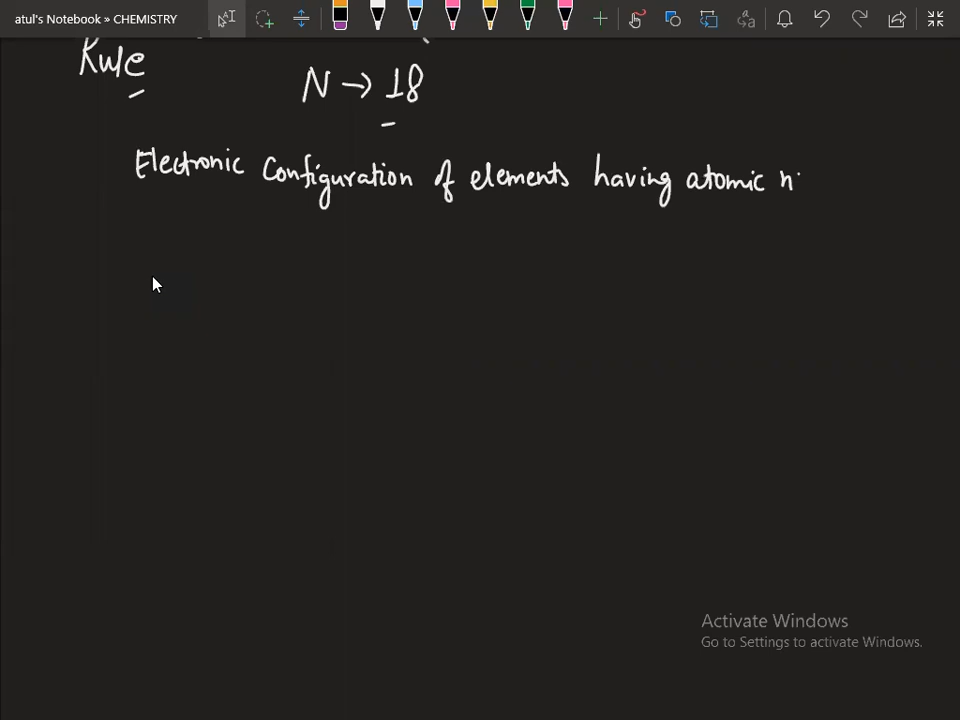 atul's Notebook » CHEMISTRY
Rule
N → 18
Electronic Configuration of elements having atomic n
Activate Windows
Go to Settings to activate Windows.